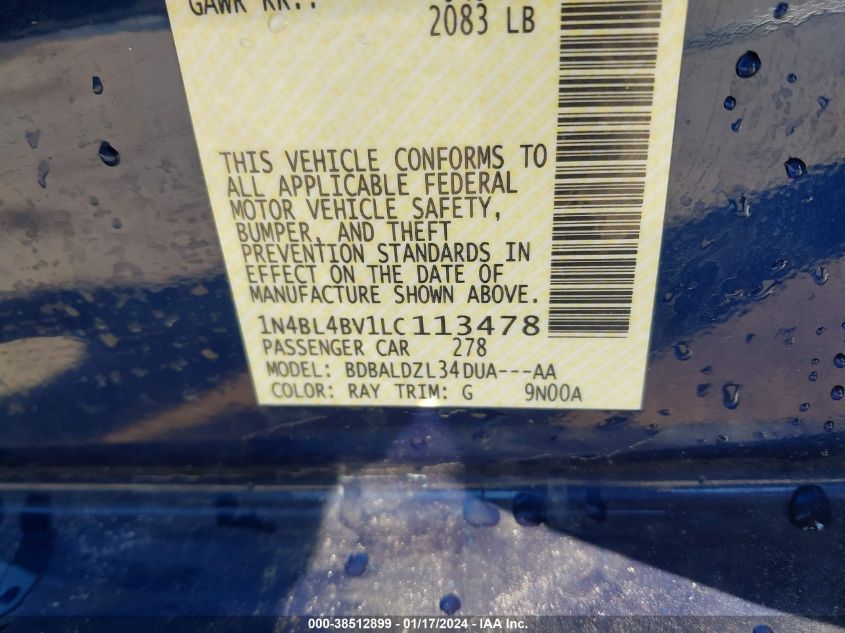 GAWR RR.:
2083 LB
THIS VEHICLE CONFORMS TO
ALL APPLICABLE FEDERAL
MOTOR VEHICLE SAFETY,
BUMPER, AND THEFT
PREVENTION STANDARDS IN
EFFECT ON THE DATE OF
MANUFACTURE SHOWN ABOVE.
1N4BL4BV1LC113478
PASSENGER CAR 278
MODEL: BDBALDZL34DUA---AA
COLOR: RAY TRIM: G 9N00A
000-38512899 | 01/17/2024 - IAA Inc.